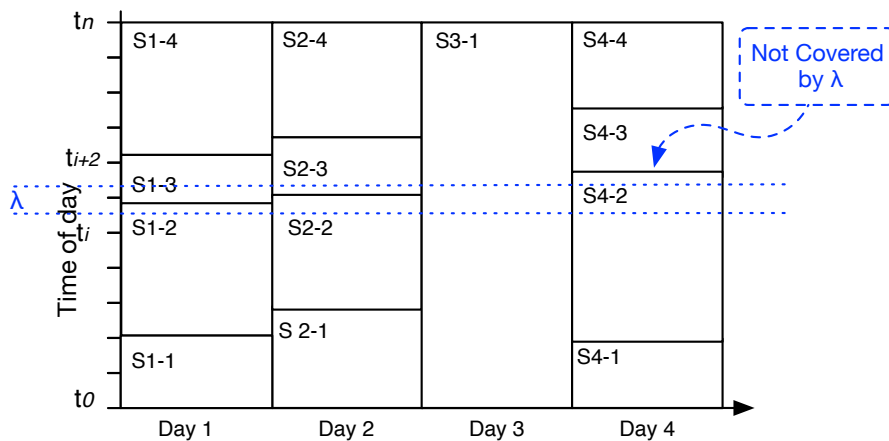 tn
S1-4
S2-4
S3-1
S4-4
Not Covered
by λ
S4-3
ti+2
S2-3
S1-3
S4-2
λ
S1-2
S2-2
ti
Time of day
S 2-1
S1-1
S4-1
t0
Day 1
Day 2
Day 3
Day 4